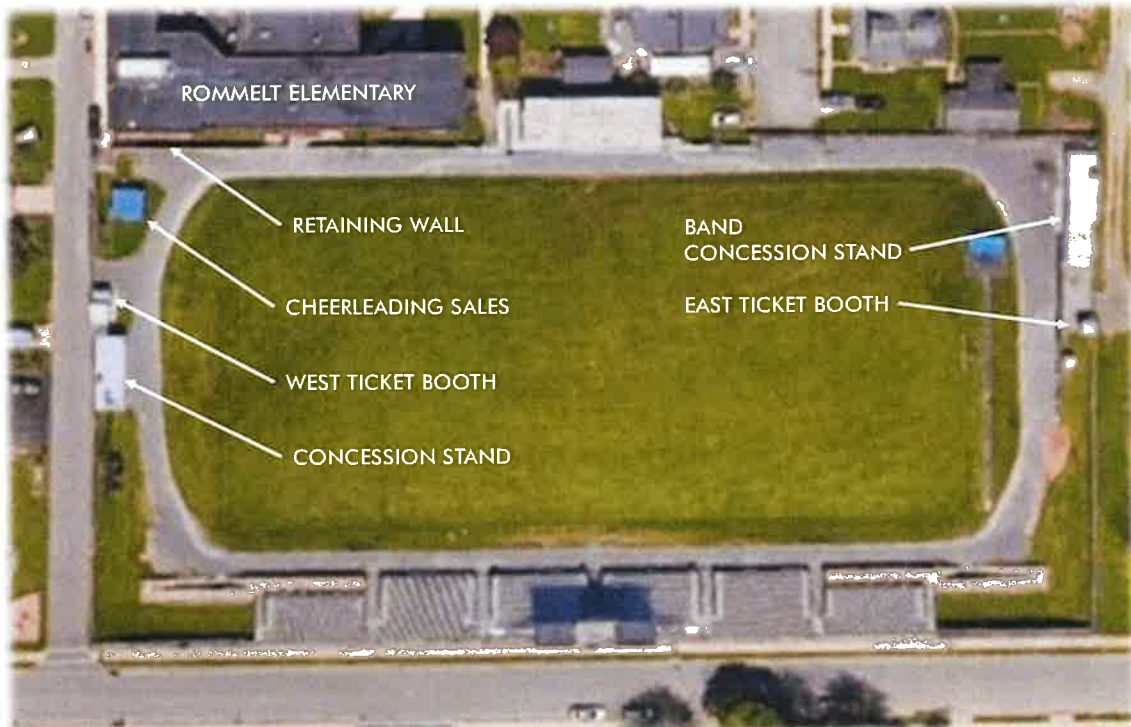 ROMMELT ELEMENTARY
RETAINING WALL
BAND
CONCESSION STAND
CHEERLEADING SALES
EAST TICKET BOOTH
WEST TICKET BOOTH
CONCESSION STAND